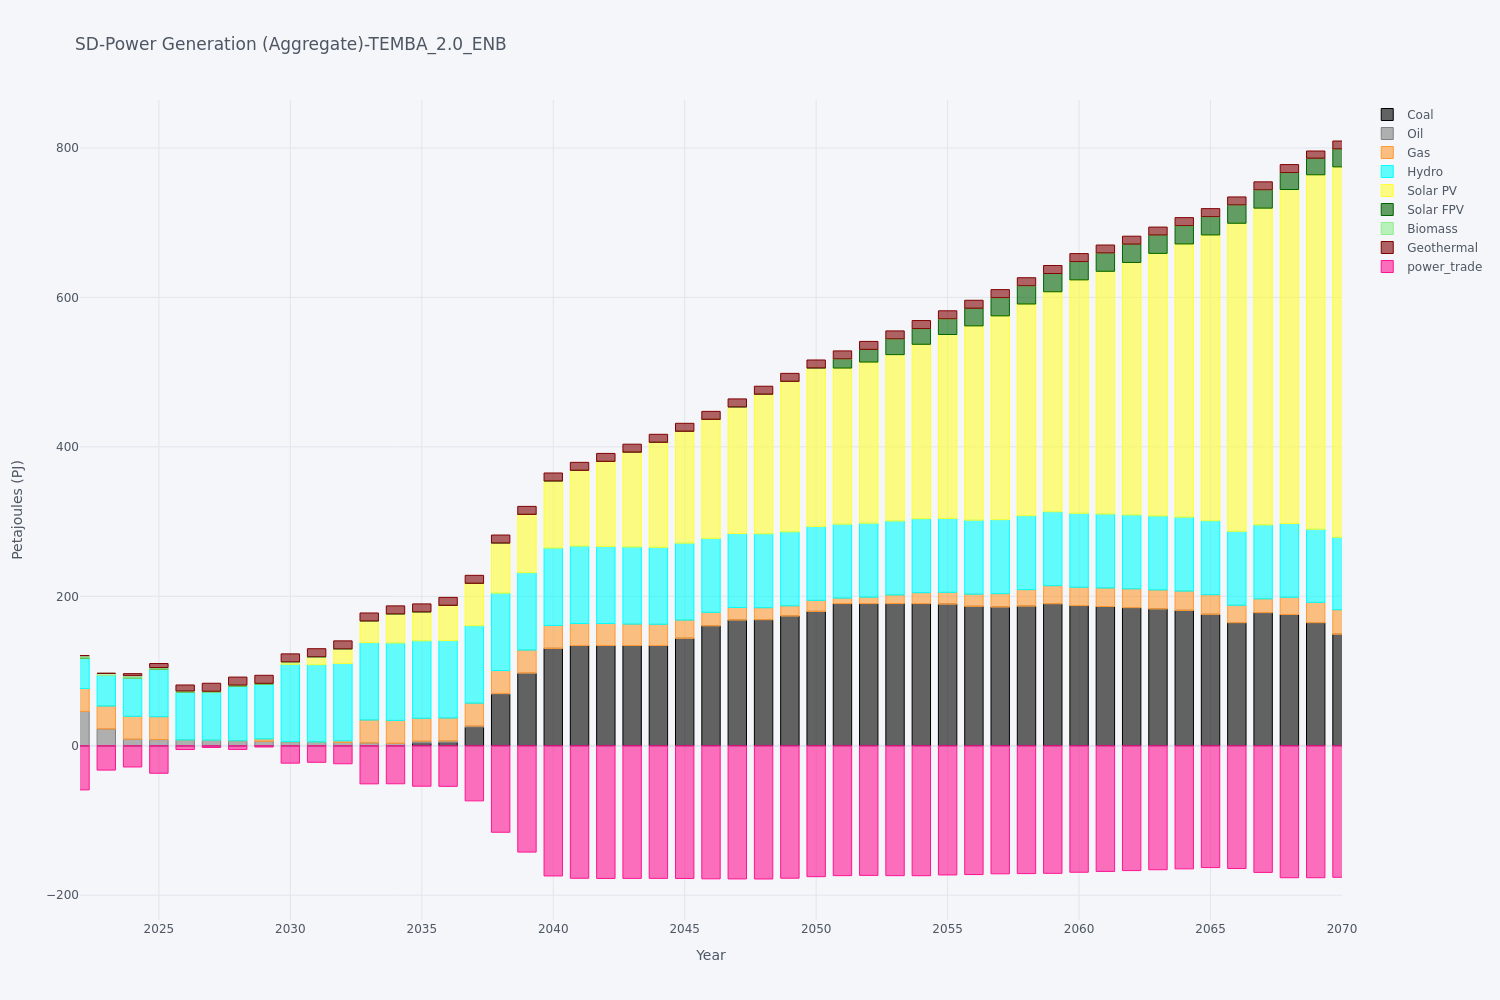 SD-Power Generation (Aggregate)-TEMBA_2.0_ENB
Coal
Oil
Gas
Hydro
Solar PV
Solar FPV
Biomass
Geothermal
power_trade
Petajoules (PJ)
800
600
400
200
0
−200
2025 2030 2035 2040 2045 2050 2055 2060 2065 2070
Year